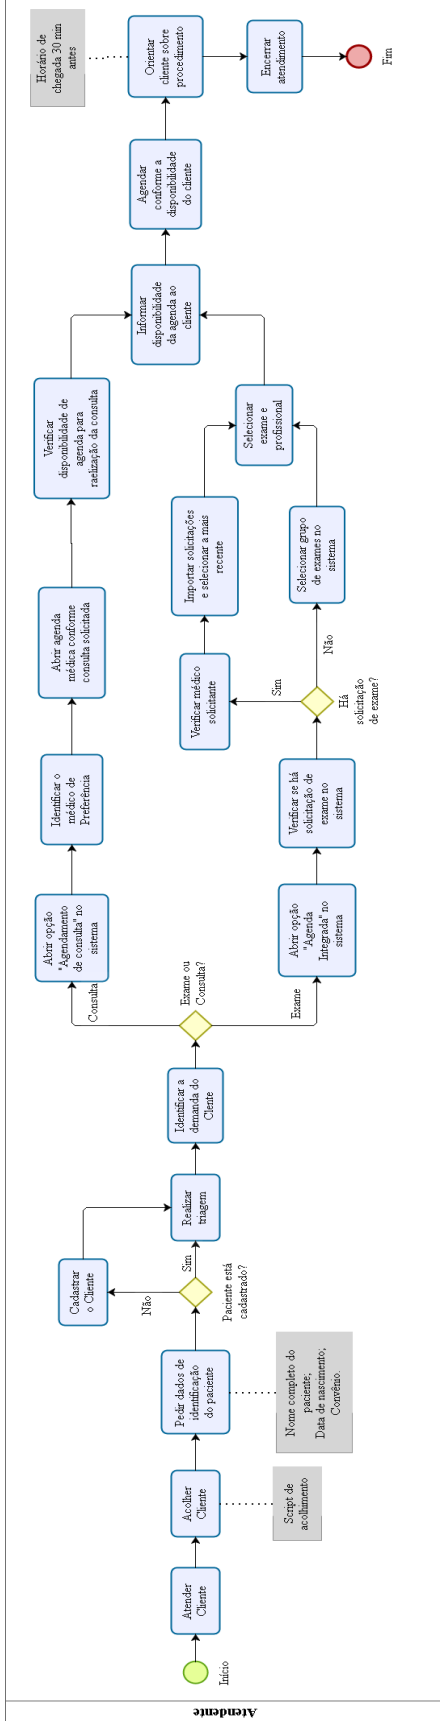 Atendente
Início
Atender
Cliente
Acolher
Cliente
Script de
acolhimento
Pedir dados de
identificação
do paciente
Nome completo do
paciente;
Data de nascimento;
Convênio.
Paciente está
cadastrado?
Não
Sim
Cadastrar
o Cliente
Realizar
triagem
Identificar a
demanda do
Clente
Exame ou
Consulta?
Consulta
Exame
Abrir opção
"Agendamento
de consulta" no
sistema
Identificar o
médico de
Preferência
Abrir agenda
médica conforme
consulta solicitada
Verificar
disponibilidade de
agenda para
raelização da consulta
Abrir opção
"Agenda
Integrada" no
sistema
Verificar se há
solicitação de
exame no
sistema
Há
solicitação
de exame?
Sim
Não
Verificar médico
solicitante
Importar solicitações
e selecionar a mais
recente
Selecionar grupo
de exames no
sistema
Selecionar
exame e
profissional
Informar
disponibilidade
da agenda ao
cliente
Agendar
conforme a
disponibilidade
do cliente
Orientar
cliente sobre
procedimento
Horário de
chegada 30 min
antes
Encerrar
atendimento
Fim